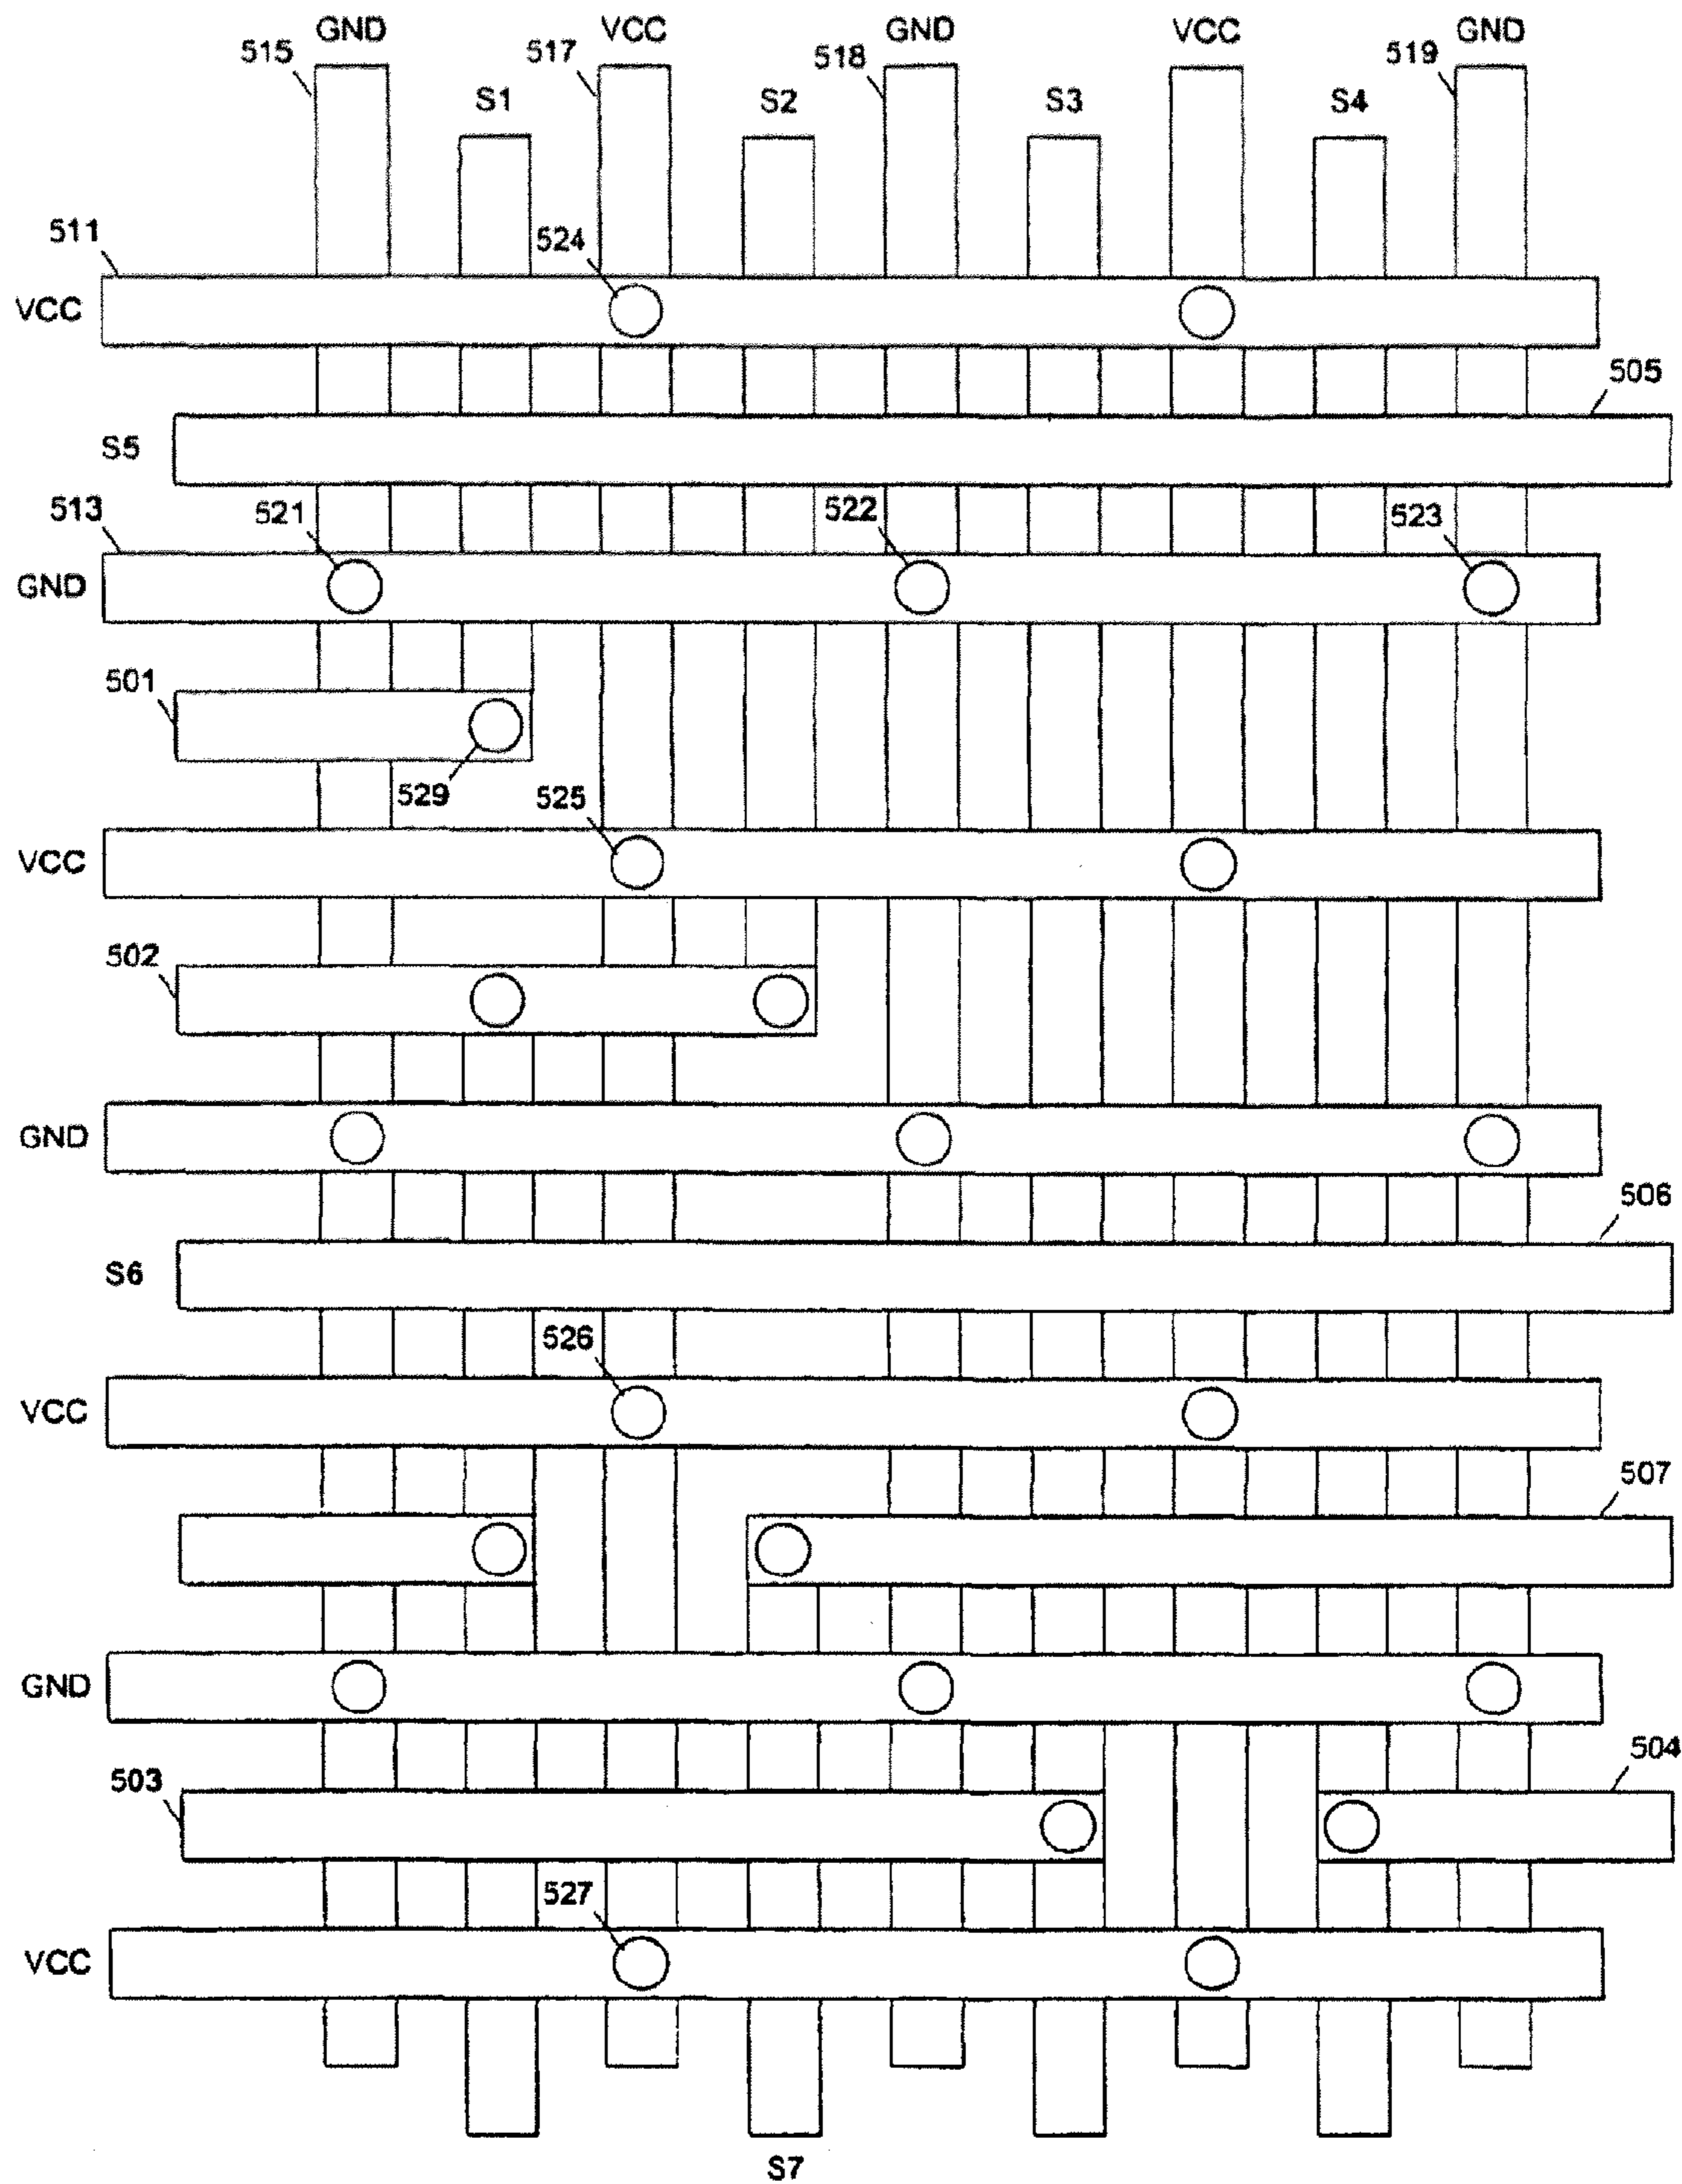 GND VCC GND VCC GND
515 517 518 519
S1 S2 S3 S4
511 524
VCC
505
S5
513 521 522 523
GND
501
529 525
VCC
502
GND
506
S6
526
VCC
507
GND
504
503
527
VCC
S7